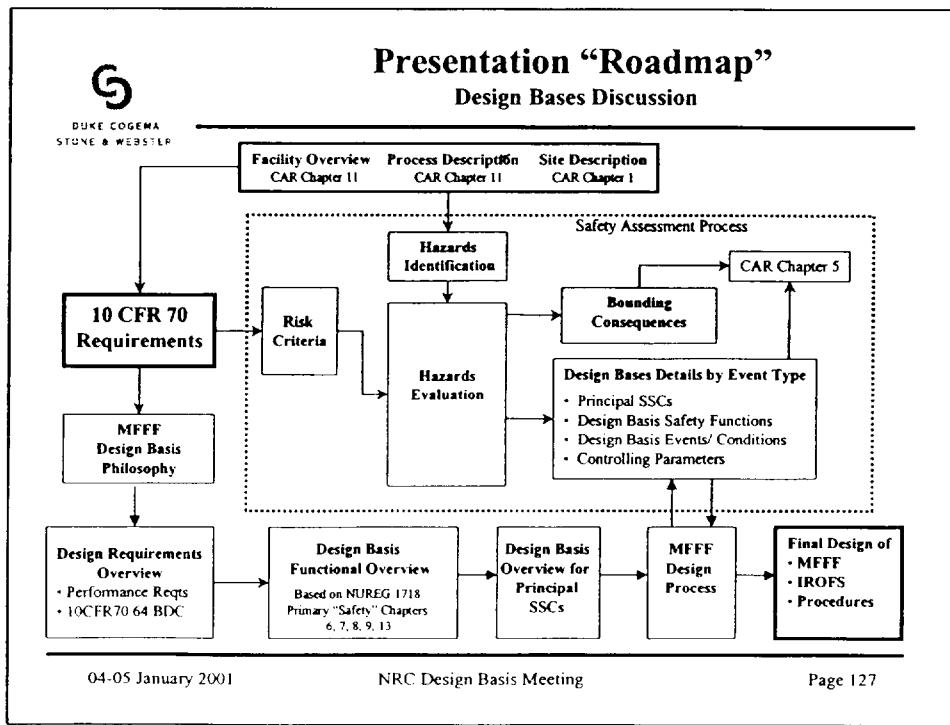 Presentation “Roadmap”
Design Bases Discussion
DUKE COGEMA
STONE & WEBSTER
Facility Overview Process Description Site Description
CAR Chapter 11 CAR Chapter 11 CAR Chapter 1
Safety Assessment Process
Hazards
Identification
CAR Chapter 5
10 CFR 70
Requirements
Risk
Criteria
Bounding
Consequences
Hazards
Evaluation
Design Bases Details by Event Type
• Principal SSCs
• Design Basis Safety Functions
• Design Basis Events/ Conditions
• Controlling Parameters
MFFF
Design Basis
Philosophy
Design Requirements
Overview
• Performance Reqts
• 10CFR70 64 BDC
Design Basis
Functional Overview
Based on NUREG 1718
Primary “Safety” Chapters
6, 7, 8, 9, 13
Design Basis
Overview for
Principal
SSCs
MFFF
Design
Process
Final Design of
• MFFF
• IROFS
• Procedures
04-05 January 2001 NRC Design Basis Meeting Page 127